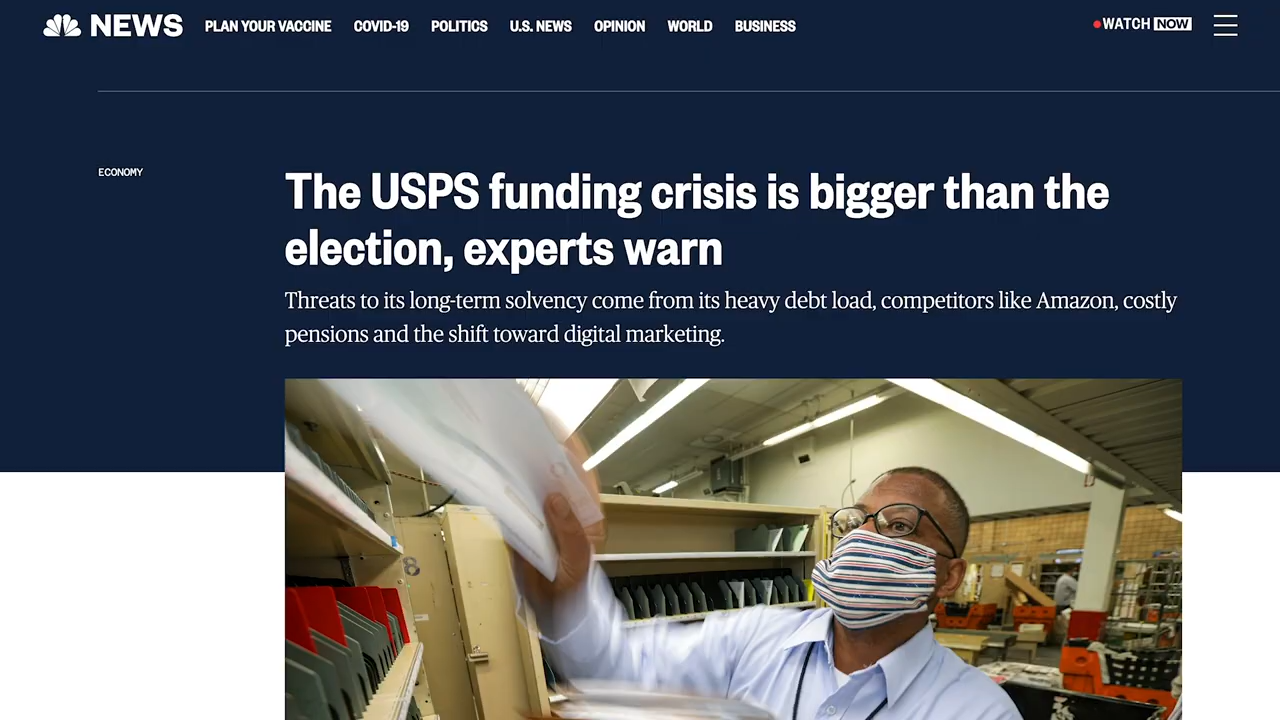 NEWS PLAN YOUR VACCINE COVID-19 POLITICS U.S. NEWS OPINION WORLD BUSINESS WATCH NOW
ECONOMY
The USPS funding crisis is bigger than the
election, experts warn
Threats to its long-term solvency come from its heavy debt load, competitors like Amazon, costly
pensions and the shift toward digital marketing.
8